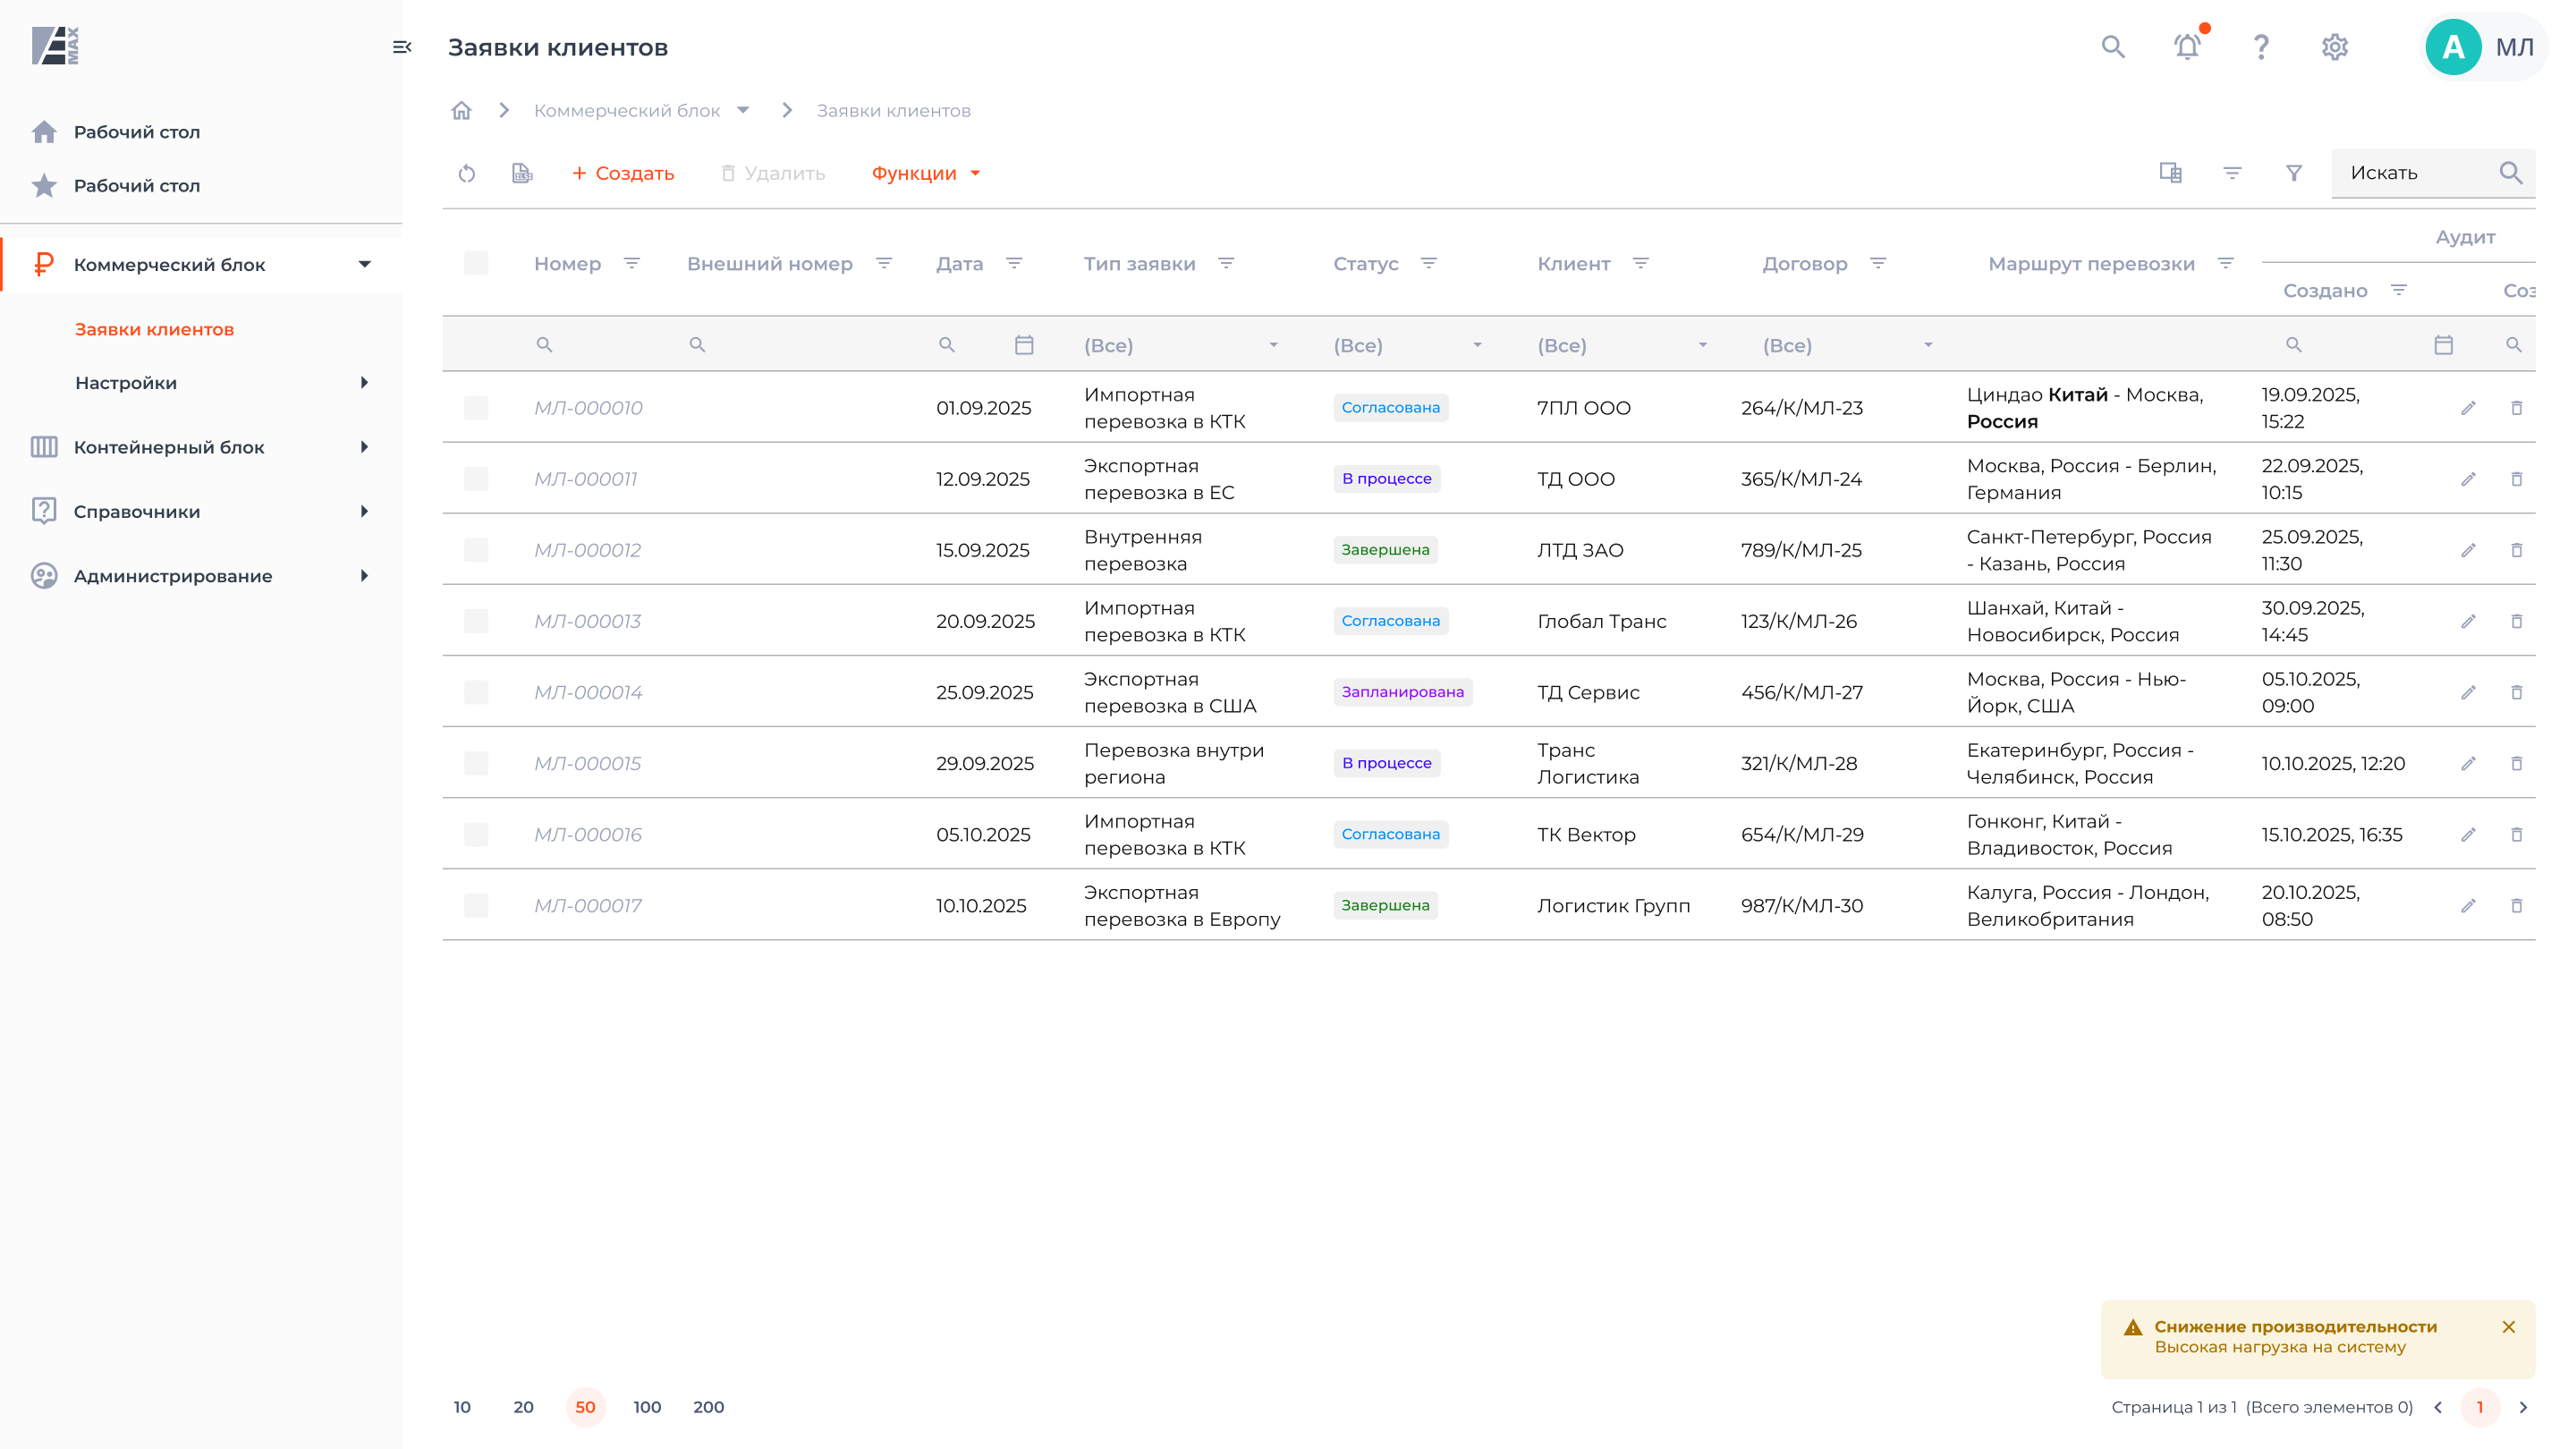 MAX
Заявки клиентов
А МЛ
Рабочий стол
Рабочий стол
Коммерческий блок
Заявки клиентов
Настройки
Контейнерный блок
Справочники
Администрирование
Коммерческий блок
Заявки клиентов
+ Создать
Удалить
Функции
Искать
Номер
Внешний номер
Дата
Тип заявки
Статус
Клиент
Договор
Маршрут перевозки
Аудит
Создано
Соз
(Все)
(Все)
(Все)
(Все)
МЛ-000010
01.09.2025
Импортная
перевозка в КТК
Согласована
7ПЛ ООО
264/К/МЛ-23
Циндао Китай - Москва,
Россия
19.09.2025,
15:22
МЛ-000011
12.09.2025
Экспортная
перевозка в ЕС
В процессе
ТД ООО
365/К/МЛ-24
Москва, Россия - Берлин,
Германия
22.09.2025,
10:15
МЛ-000012
15.09.2025
Внутренняя
перевозка
Завершена
ЛТД ЗАО
789/К/МЛ-25
Санкт-Петербург, Россия
- Казань, Россия
25.09.2025,
11:30
МЛ-000013
20.09.2025
Импортная
перевозка в КТК
Согласована
Глобал Транс
123/К/МЛ-26
Шанхай, Китай -
Новосибирск, Россия
30.09.2025,
14:45
МЛ-000014
25.09.2025
Экспортная
перевозка в США
Запланирована
ТД Сервис
456/К/МЛ-27
Москва, Россия - Нью-
Йорк, США
05.10.2025,
09:00
МЛ-000015
29.09.2025
Перевозка внутри
региона
В процессе
Транс
Логистика
321/К/МЛ-28
Екатеринбург, Россия -
Челябинск, Россия
10.10.2025, 12:20
МЛ-000016
05.10.2025
Импортная
перевозка в КТК
Согласована
ТК Вектор
654/К/МЛ-29
Гонконг, Китай -
Владивосток, Россия
15.10.2025, 16:35
МЛ-000017
10.10.2025
Экспортная
перевозка в Европу
Завершена
Логистик Групп
987/К/МЛ-30
Калуга, Россия - Лондон,
Великобритания
20.10.2025,
08:50
Снижение производительности
Высокая нагрузка на систему
10 20 50 100 200
Страница 1 из 1 (Всего элементов 0) 1